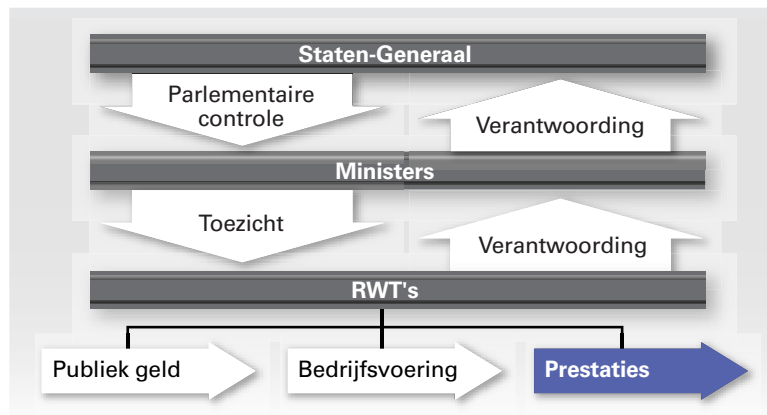 Staten-Generaal
Parlementaire
controle
Verantwoording
Ministers
Toezicht
Verantwoording
RWT's
Publiek geld
Bedrijfsvoering
Prestaties